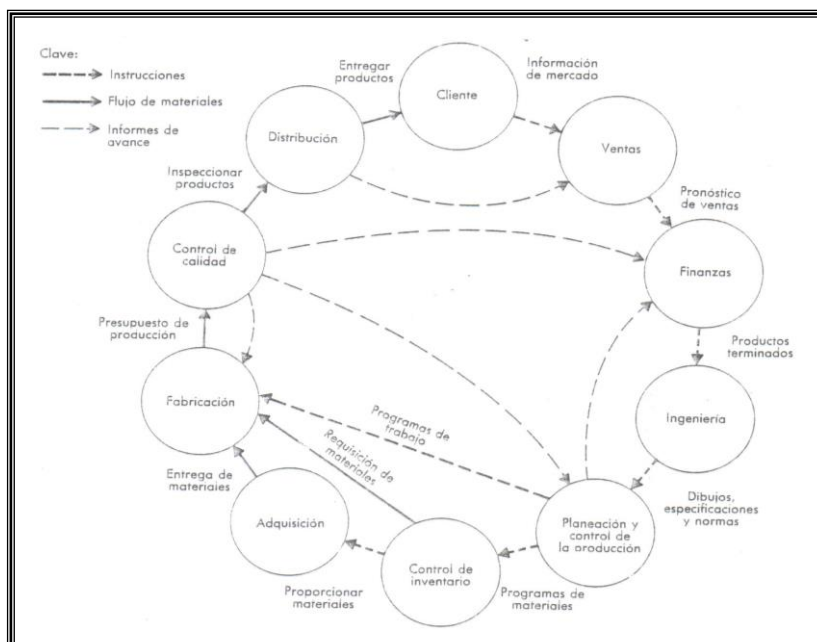 Clave:
Instrucciones
Flujo de materiales
Informes de
avance
Entregar
productos
Cliente
Información
de mercado
Distribución
Ventas
Inspeccionar
productos
Pronóstico
de ventas
Control de
calidad
Finanzas
Presupuesto de
producción
Productos
terminados
Fabricación
Programas de
trabajo
Ingeniería
Requisición de
materiales
Entrega de
materiales
Dibujos,
especificaciones
y normas
Adquisición
Planeación y
control de
la producción
Control de
inventario
Proporcionar
materiales
Programas de
materiales